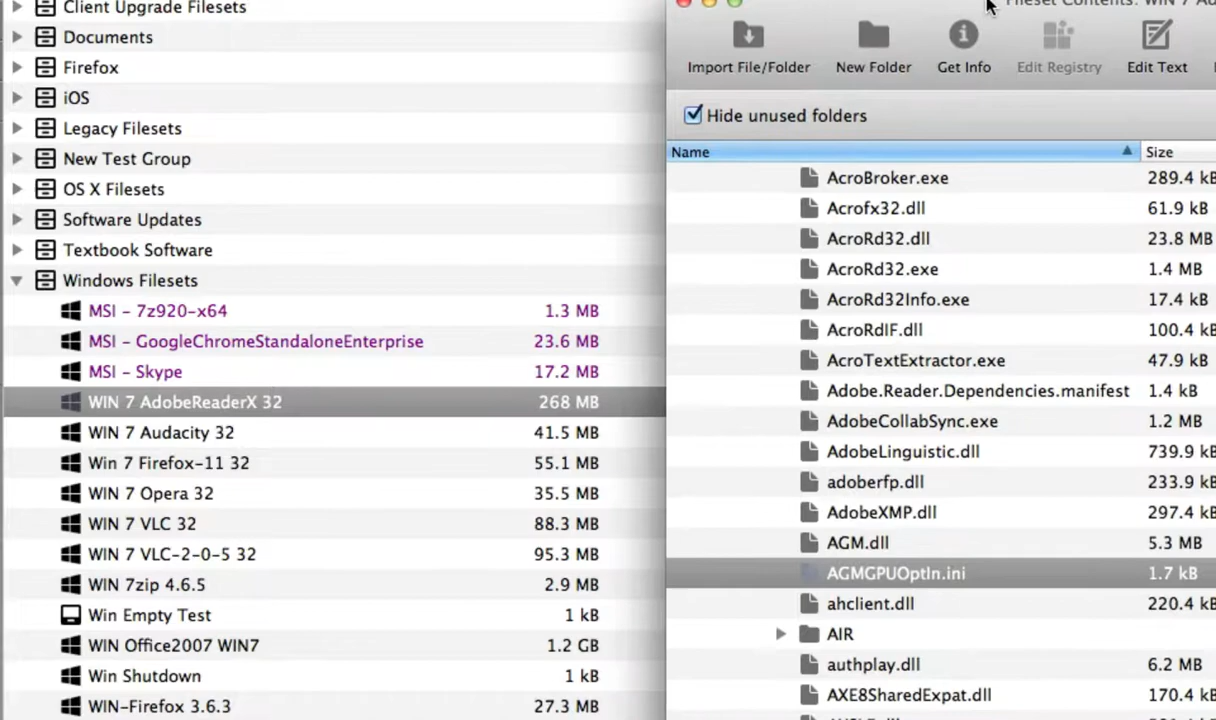 Client Upgrade Filesets
Documents
Firefox
iOS
Legacy Filesets
New Test Group
OS X Filesets
Software Updates
Textbook Software
Windows Filesets
MSI - 7z920-x64 1.3 MB
MSI - GoogleChromeStandaloneEnterprise 23.6 MB
MSI - Skype 17.2 MB
WIN 7 AdobeReaderX 32 268 MB
WIN 7 Audacity 32 41.5 MB
Win 7 Firefox-11 32 55.1 MB
WIN 7 Opera 32 35.5 MB
WIN 7 VLC 32 88.3 MB
WIN 7 VLC-2-0-5 32 95.3 MB
WIN 7zip 4.6.5 2.9 MB
Win Empty Test 1 kB
WIN Office2007 WIN7 1.2 GB
Win Shutdown 1 kB
WIN-Firefox 3.6.3 27.3 MB
Fileset Contents: WIN 7 Ad
Import File/Folder New Folder Get Info Edit Registry Edit Text
Hide unused folders
Name Size
AcroBroker.exe 289.4 kB
Acrofx32.dll 61.9 kB
AcroRd32.dll 23.8 MB
AcroRd32.exe 1.4 MB
AcroRd32Info.exe 17.4 kB
AcroRdIF.dll 100.4 kB
AcroTextExtractor.exe 47.9 kB
Adobe.Reader.Dependencies.manifest 1.4 kB
AdobeCollabSync.exe 1.2 MB
AdobeLinguistic.dll 739.9 kB
adoberfp.dll 233.9 kB
AdobeXMP.dll 297.4 kB
AGM.dll 5.3 MB
AGMGPUOptIn.ini 1.7 kB
ahclient.dll 220.4 kB
AIR
authplay.dll 6.2 MB
AXE8SharedExpat.dll 170.4 kB